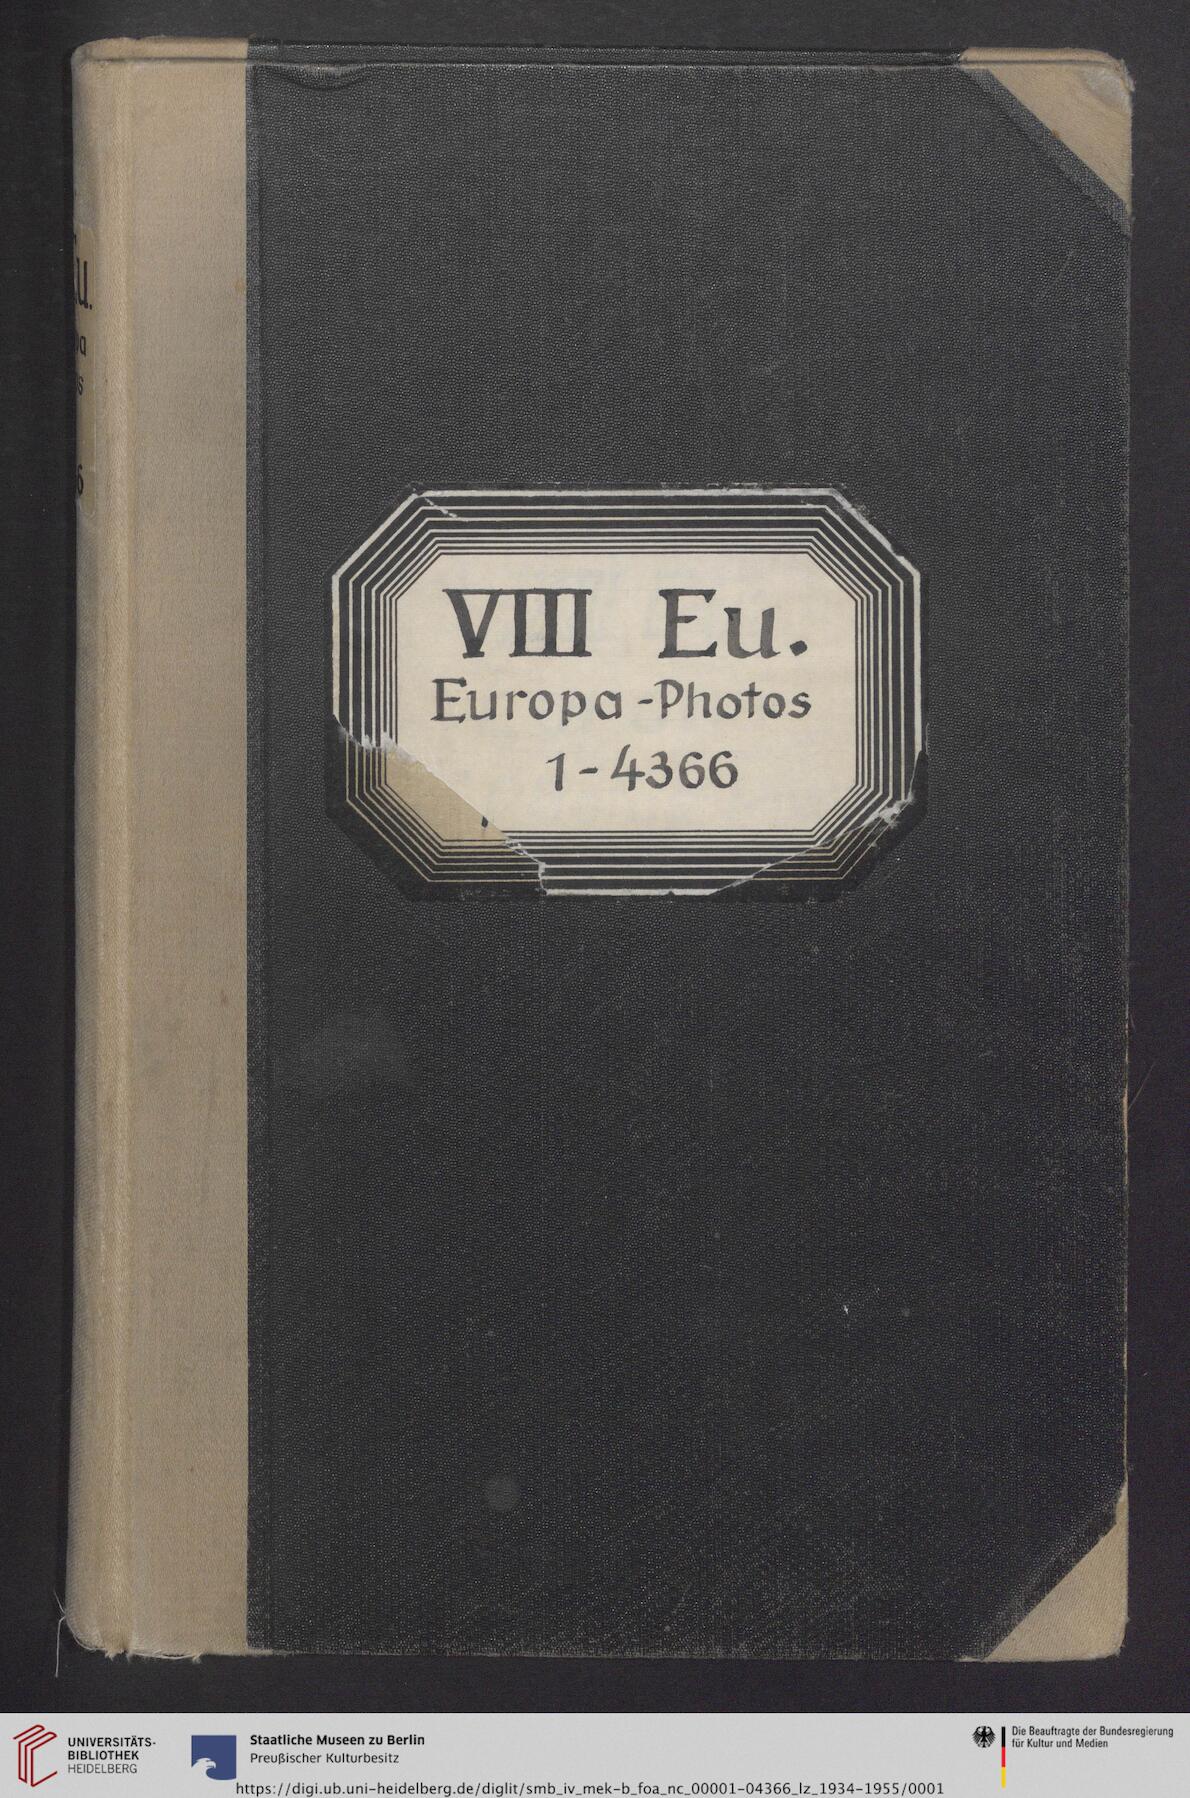 VIII Eu.
Europa-Photos
1-4366
UNIVERSITÄTS-
BIBLIOTHEK
HEIDELBERG
Staatliche Museen zu Berlin
Preußischer Kulturbesitz
Die Beauftragte der Bundesregierung
für Kultur und Medien
https://digi.ub.uni-heidelberg.de/diglit/smb_iv_mek-b_foa_nc_00001-04366_lz_1934-1955/0001